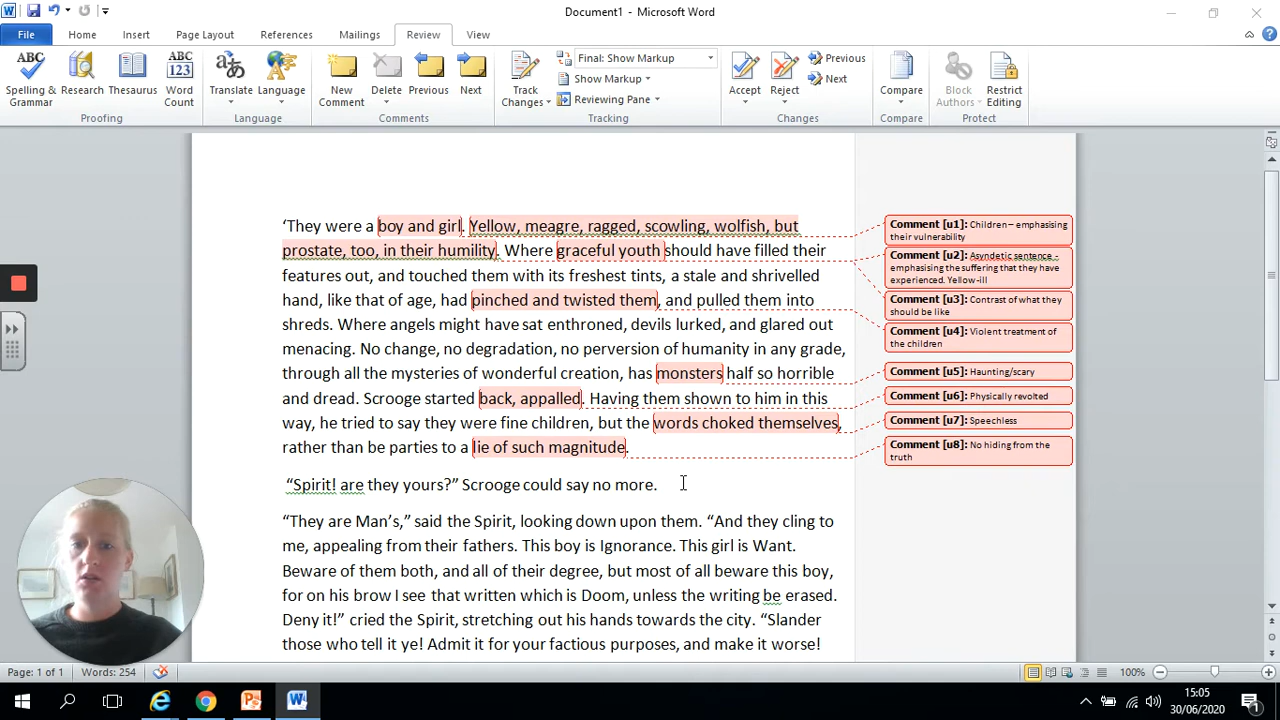 Document1 - Microsoft Word
File Home Insert Page Layout References Mailings Review View
ABC
Spelling & Grammar
Research
Thesaurus
ABC 123
Word Count
Translate
Language
New Comment
Delete
Previous
Next
Track Changes
Final: Show Markup
Show Markup
Reviewing Pane
Accept
Reject
Previous
Next
Compare
Block Authors
Restrict Editing
Proofing Language Comments Tracking Changes Compare Protect
‘They were a boy and girl. Yellow, meagre, ragged, scowling, wolfish, but
prostate, too, in their humility. Where graceful youth should have filled their
features out, and touched them with its freshest tints, a stale and shrivelled
hand, like that of age, had pinched and twisted them, and pulled them into
shreds. Where angels might have sat enthroned, devils lurked, and glared out
menacing. No change, no degradation, no perversion of humanity in any grade,
through all the mysteries of wonderful creation, has monsters half so horrible
and dread. Scrooge started back, appalled. Having them shown to him in this
way, he tried to say they were fine children, but the words choked themselves,
rather than be parties to a lie of such magnitude.
“Spirit! are they yours?” Scrooge could say no more.
“They are Man’s,” said the Spirit, looking down upon them. “And they cling to
me, appealing from their fathers. This boy is Ignorance. This girl is Want.
Beware of them both, and all of their degree, but most of all beware this boy,
for on his brow I see that written which is Doom, unless the writing be erased.
Deny it!” cried the Spirit, stretching out his hands towards the city. “Slander
those who tell it ye! Admit it for your factious purposes, and make it worse!
Comment [u1]: Children – emphasising
their vulnerability
Comment [u2]: Asyndetic sentence -
emphasising the suffering that they have
experienced. Yellow-ill
Comment [u3]: Contrast of what they
should be like
Comment [u4]: Violent treatment of
the children
Comment [u5]: Haunting/scary
Comment [u6]: Physically revolted
Comment [u7]: Speechless
Comment [u8]: No hiding from the
truth
Page: 1 of 1 Words: 254
100%
15:05
30/06/2020